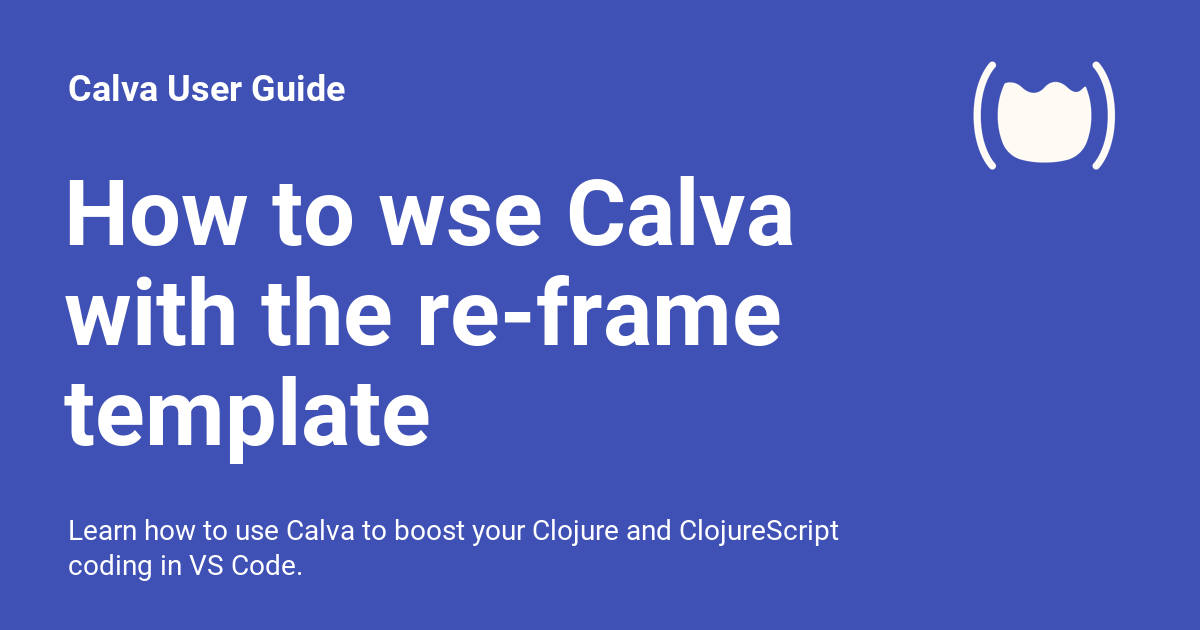 Calva User Guide
How to wse Calva
with the re-frame
template
Learn how to use Calva to boost your Clojure and ClojureScript
coding in VS Code.